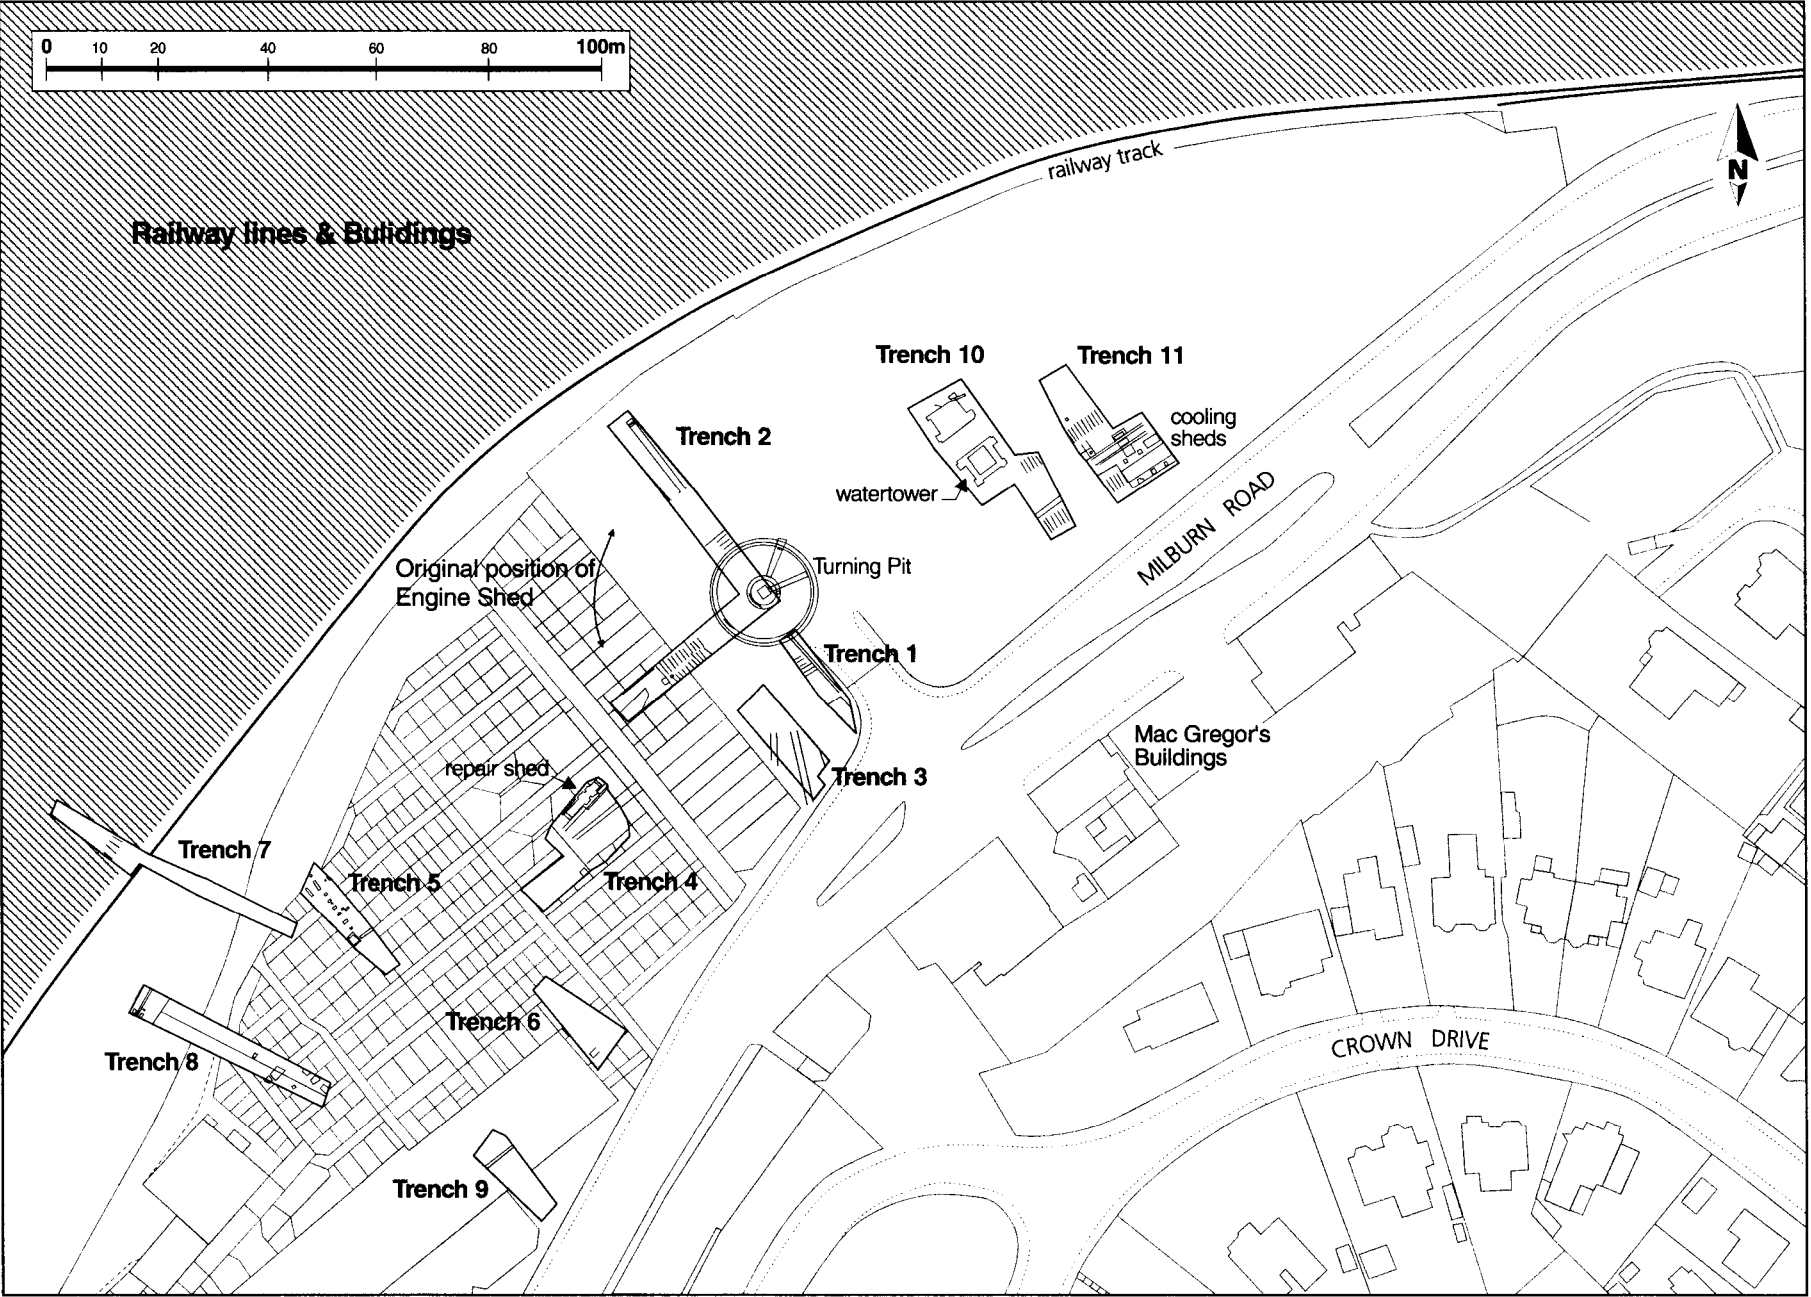 0 10 20 40 60 80 100m
N
railway track
Railway lines & Buildings
Trench 10
Trench 11
cooling
sheds
Trench 2
watertower
MILBURN ROAD
Original position of
Engine Shed
Turning Pit
Trench 1
Mac Gregor's
Buildings
repair shed
Trench 3
Trench 7
Trench 5
Trench 4
Trench 6
CROWN DRIVE
Trench 8
Trench 9